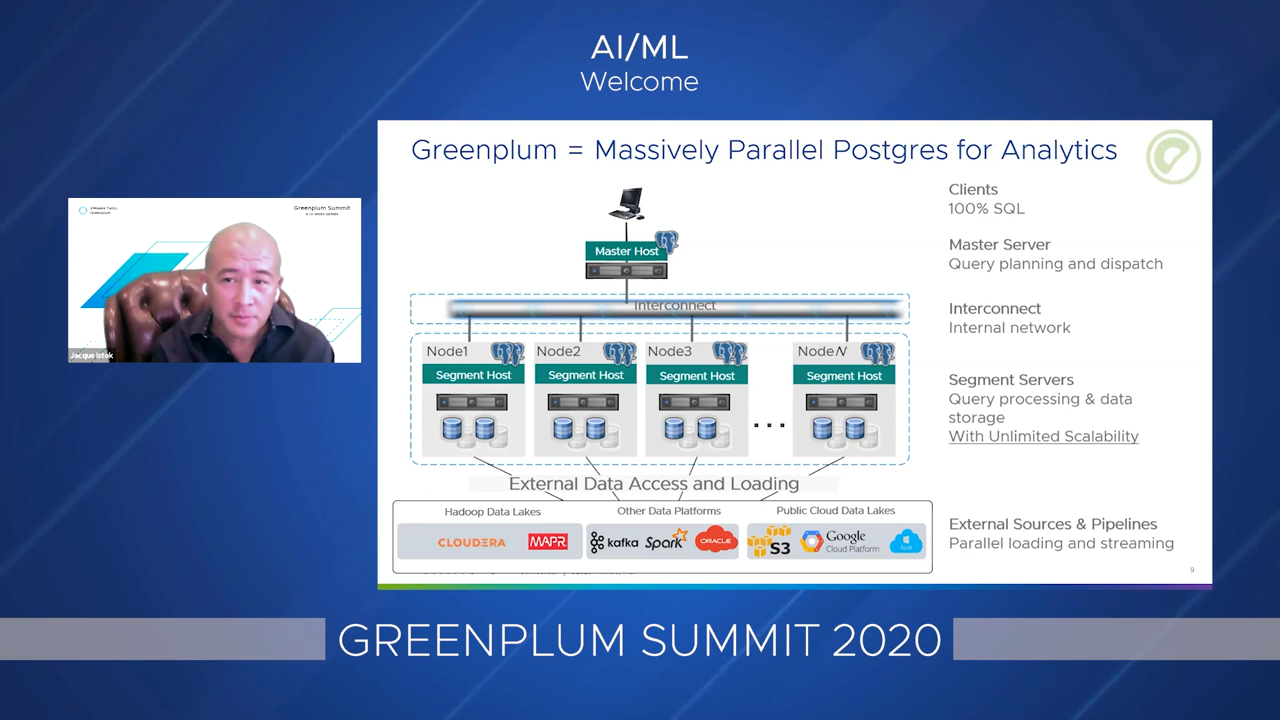 AI/ML
Welcome
Greenplum = Massively Parallel Postgres for Analytics
Greenplum
Greenplum Summit
Jacque Istok
Master Host
Interconnect
Node1
Node2
Node3
NodeN
Segment Host
Segment Host
Segment Host
Segment Host
...
External Data Access and Loading
Hadoop Data Lakes
Other Data Platforms
Public Cloud Data Lakes
CLOUDERA
MAPR
kafka
Spark
ORACLE
S3
Google
Cloud Platform
Azure
Clients
100% SQL
Master Server
Query planning and dispatch
Interconnect
Internal network
Segment Servers
Query processing & data
storage
With Unlimited Scalability
External Sources & Pipelines
Parallel loading and streaming
9
GREENPLUM SUMMIT 2020